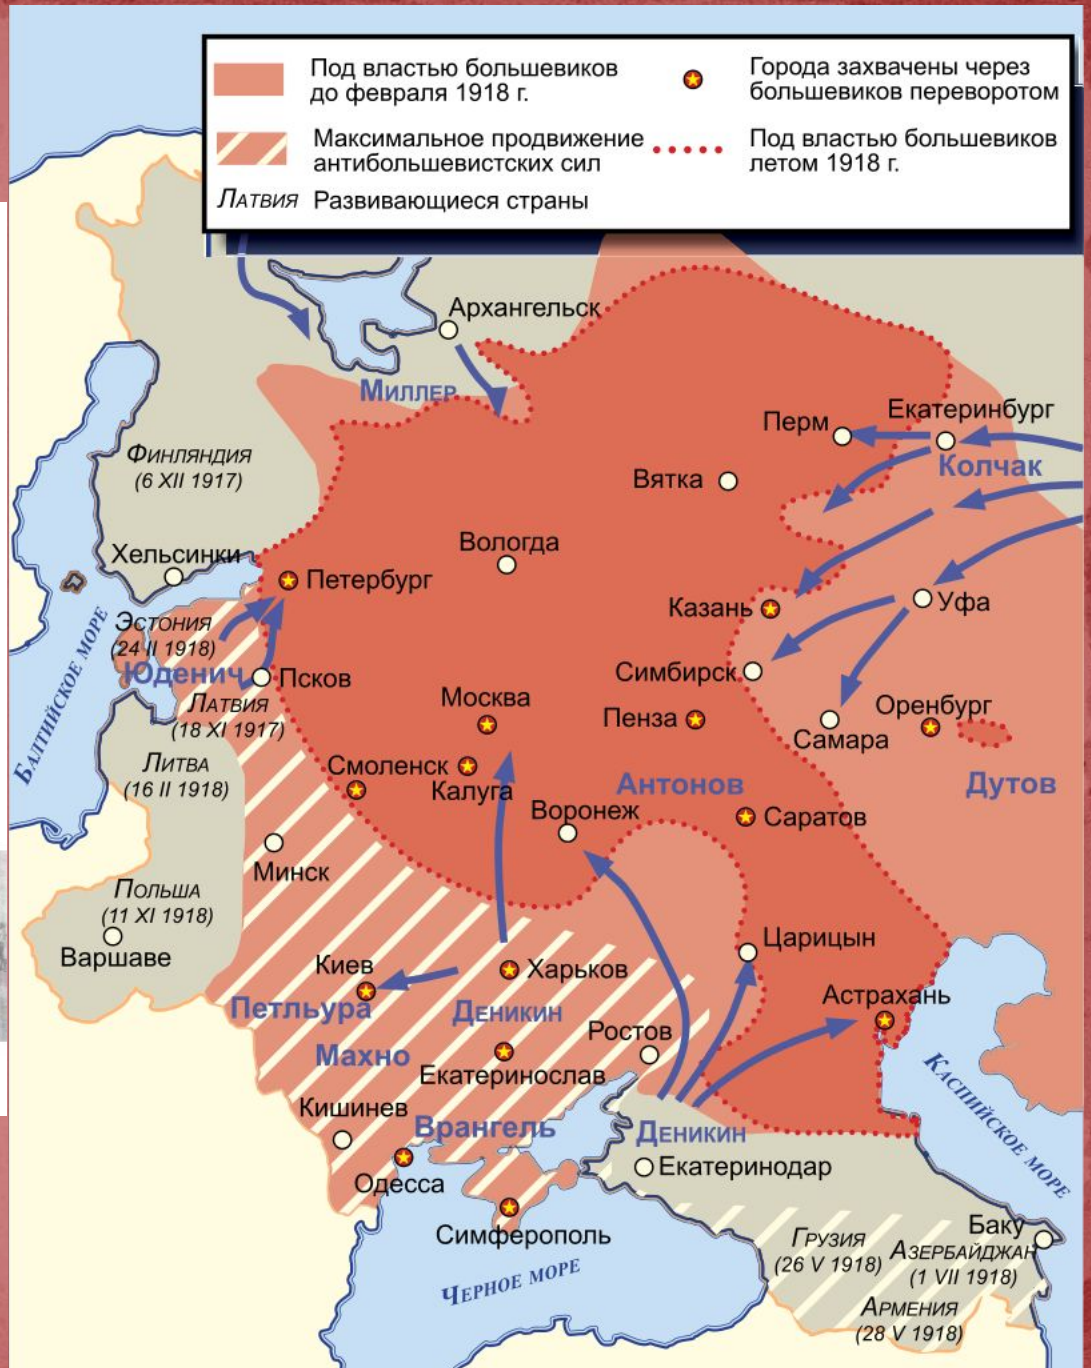 Под властью большевиков
до февраля 1918 г.
Города захвачены через
большевиков переворотом
Максимальное продвижение
антибольшевистских сил
Под властью большевиков
летом 1918 г.
ЛАТВИЯ Развивающиеся страны
Архангельск
МИЛЛЕР
Перм
Екатеринбург
Колчак
ФИНЛЯНДИЯ
(6 XII 1917)
Вятка
Вологда
Хельсинки
Петербург
Казань
Уфа
ЭСТОНИЯ
(24 II 1918)
БАЛТИЙСКОЕ МОРЕ
Юденич
Псков
Симбирск
ЛАТВИЯ
(18 XI 1917)
Москва
Пенза
Оренбург
Самара
ЛИТВА
(16 II 1918)
Смоленск
Калуга
Антонов
Дутов
Воронеж
Саратов
Минск
ПОЛЬША
(11 XI 1918)
Варшаве
Царицын
Киев
Харьков
Петльура
ДЕНИКИН
Астрахань
Ростов
Махно
Екатеринослав
КАСПИЙСКОЕ МОРЕ
Кишинев
Врангель
ДЕНИКИН
Екатеринодар
Одесса
Симферополь
ЧЕРНОЕ МОРЕ
ГРУЗИЯ
(26 V 1918)
Баку
АЗЕРБАЙДЖАН
(1 VII 1918)
АРМЕНИЯ
(28 V 1918)